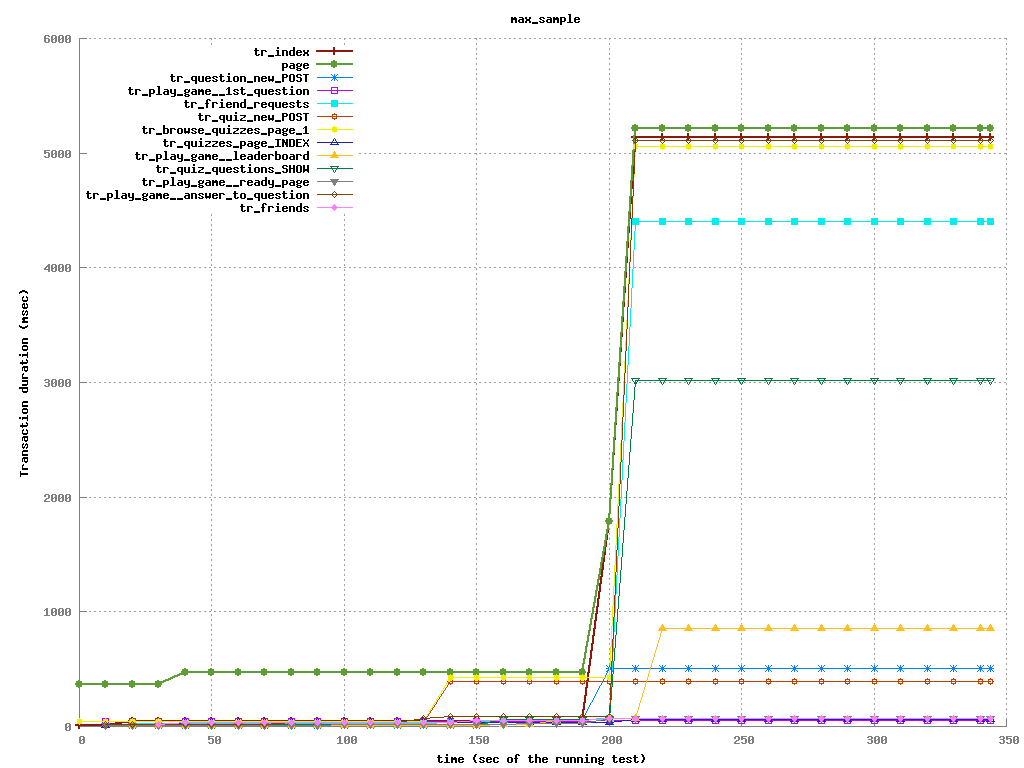 max_sample
6000
5000
4000
3000
2000
1000
0
Transaction duration (msec)
tr_index
page
tr_question_new_POST
tr_play_game__1st_question
tr_friend_requests
tr_quiz_new_POST
tr_browse_quizzes_page_1
tr_quizzes_page_INDEX
tr_play_game__leaderboard
tr_quiz_questions_SHOW
tr_play_game__ready_page
tr_play_game__answer_to_question
tr_friends
0 50 100 150 200 250 300 350
time (sec of the running test)